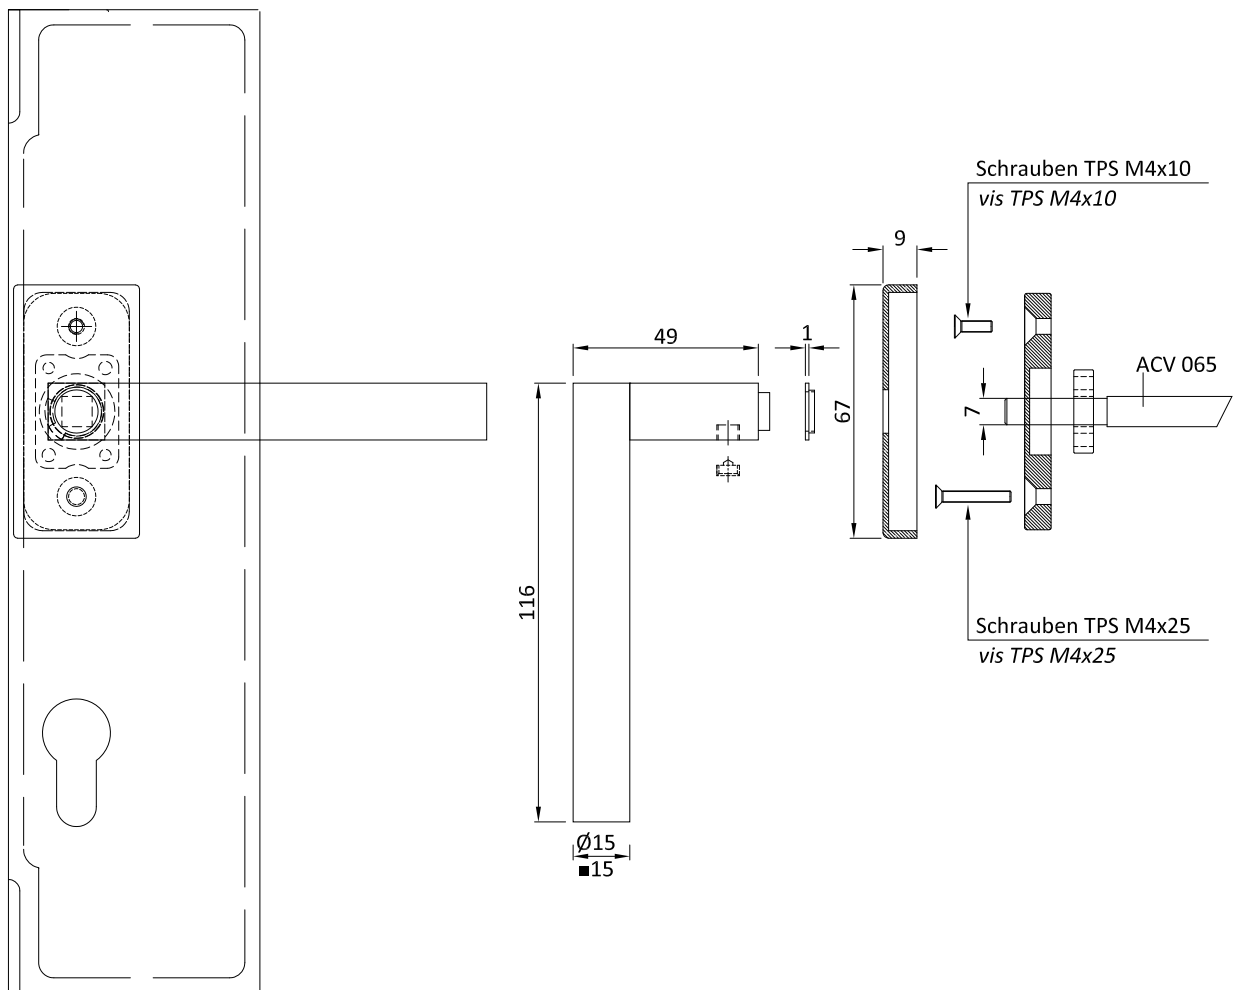 Schrauben TPS M4x10
vis TPS M4x10
9
49
1
ACV 065
67
7
116
Schrauben TPS M4x25
vis TPS M4x25
Ø15
■15